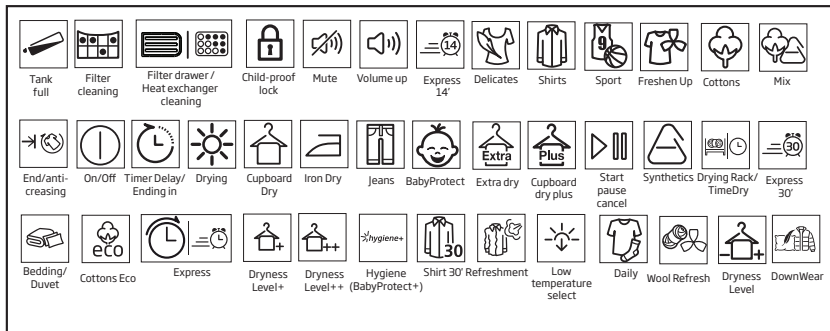 14
9
Tank full
Filter cleaning
Filter drawer / Heat exchanger cleaning
Child-proof lock
Mute
Volume up
Express 14'
Delicates
Shirts
Sport
Freshen Up
Cottons
Mix
Extra
Plus
30
End/anti-creasing
On/Off
Timer Delay/ Ending in
Drying
Cupboard Dry
Iron Dry
Jeans
BabyProtect
Extra dry
Cupboard dry plus
Start pause cancel
Synthetics
Drying Rack/ TimeDry
Express 30'
eco
+
++
hygiene+
30
− +
Bedding/ Duvet
Cottons Eco
Express
Dryness Level+
Dryness Level++
Hygiene (BabyProtect+)
Shirt 30'
Refreshment
Low temperature select
Daily
Wool Refresh
Dryness Level
DownWear